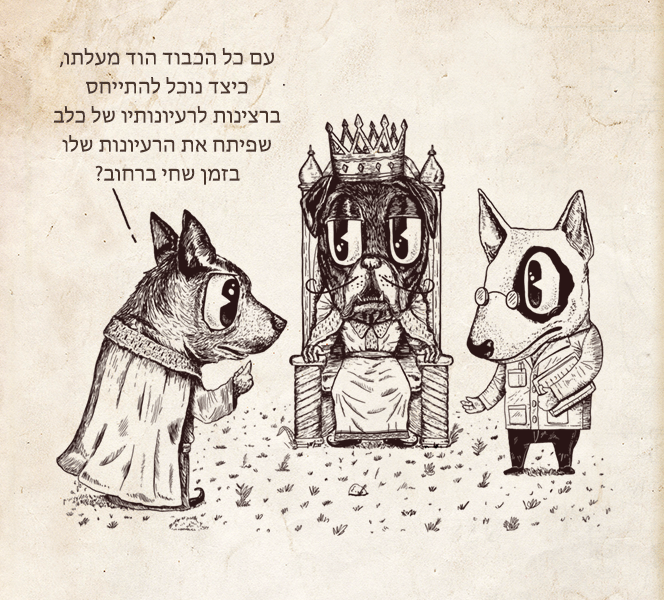 עם כל הכבוד הוד מעלתו,
כיצד נוכל להתייחס
ברצינות לרעיונותיו של כלב
שפיתח את הרעיונות שלו
בזמן שחי ברחוב?